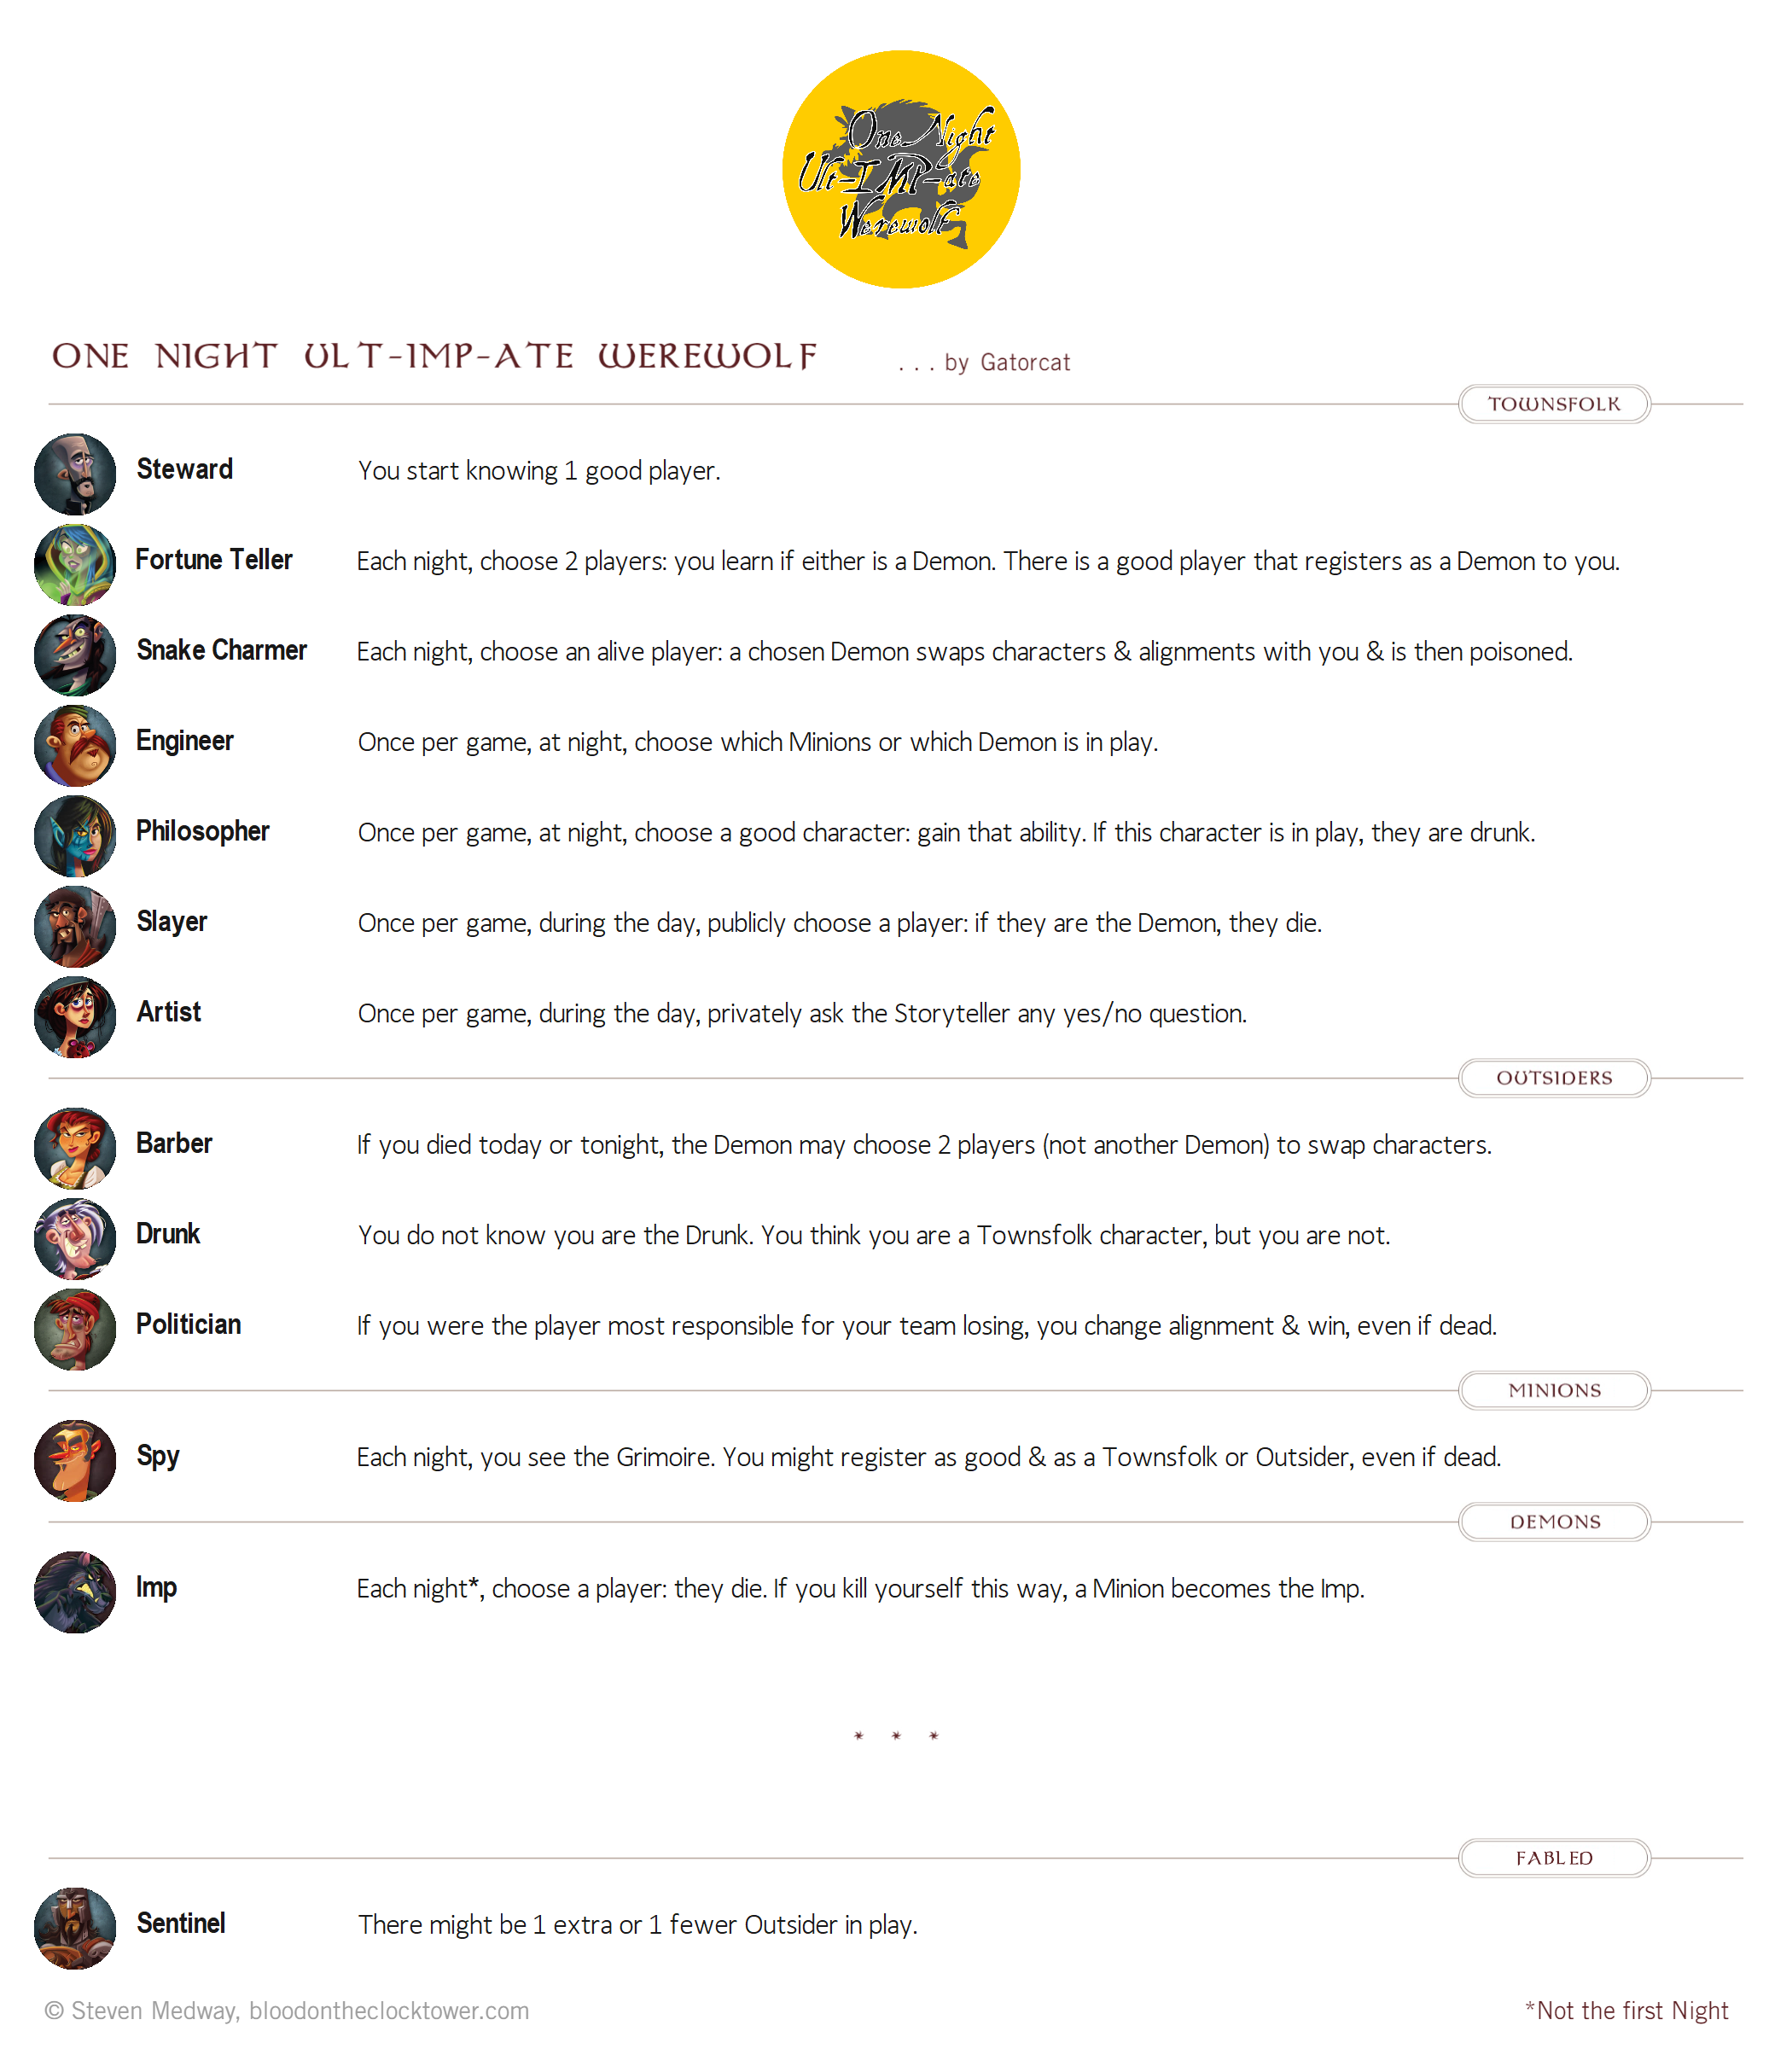 One Night
Ult-IMP-ate
Werewolf
ONE NIGHT ULT-IMP-ATE WEREWOLF ... by Gatorcat
TOWNSFOLK
Steward You start knowing 1 good player.
Fortune Teller Each night, choose 2 players: you learn if either is a Demon. There is a good player that registers as a Demon to you.
Snake Charmer Each night, choose an alive player: a chosen Demon swaps characters & alignments with you & is then poisoned.
Engineer Once per game, at night, choose which Minions or which Demon is in play.
Philosopher Once per game, at night, choose a good character: gain that ability. If this character is in play, they are drunk.
Slayer Once per game, during the day, publicly choose a player: if they are the Demon, they die.
Artist Once per game, during the day, privately ask the Storyteller any yes/no question.
OUTSIDERS
Barber If you died today or tonight, the Demon may choose 2 players (not another Demon) to swap characters.
Drunk You do not know you are the Drunk. You think you are a Townsfolk character, but you are not.
Politician If you were the player most responsible for your team losing, you change alignment & win, even if dead.
MINIONS
Spy Each night, you see the Grimoire. You might register as good & as a Townsfolk or Outsider, even if dead.
DEMONS
Imp Each night*, choose a player: they die. If you kill yourself this way, a Minion becomes the Imp.
* * *
FABLED
Sentinel There might be 1 extra or 1 fewer Outsider in play.
© Steven Medway, bloodontheclocktower.com *Not the first Night